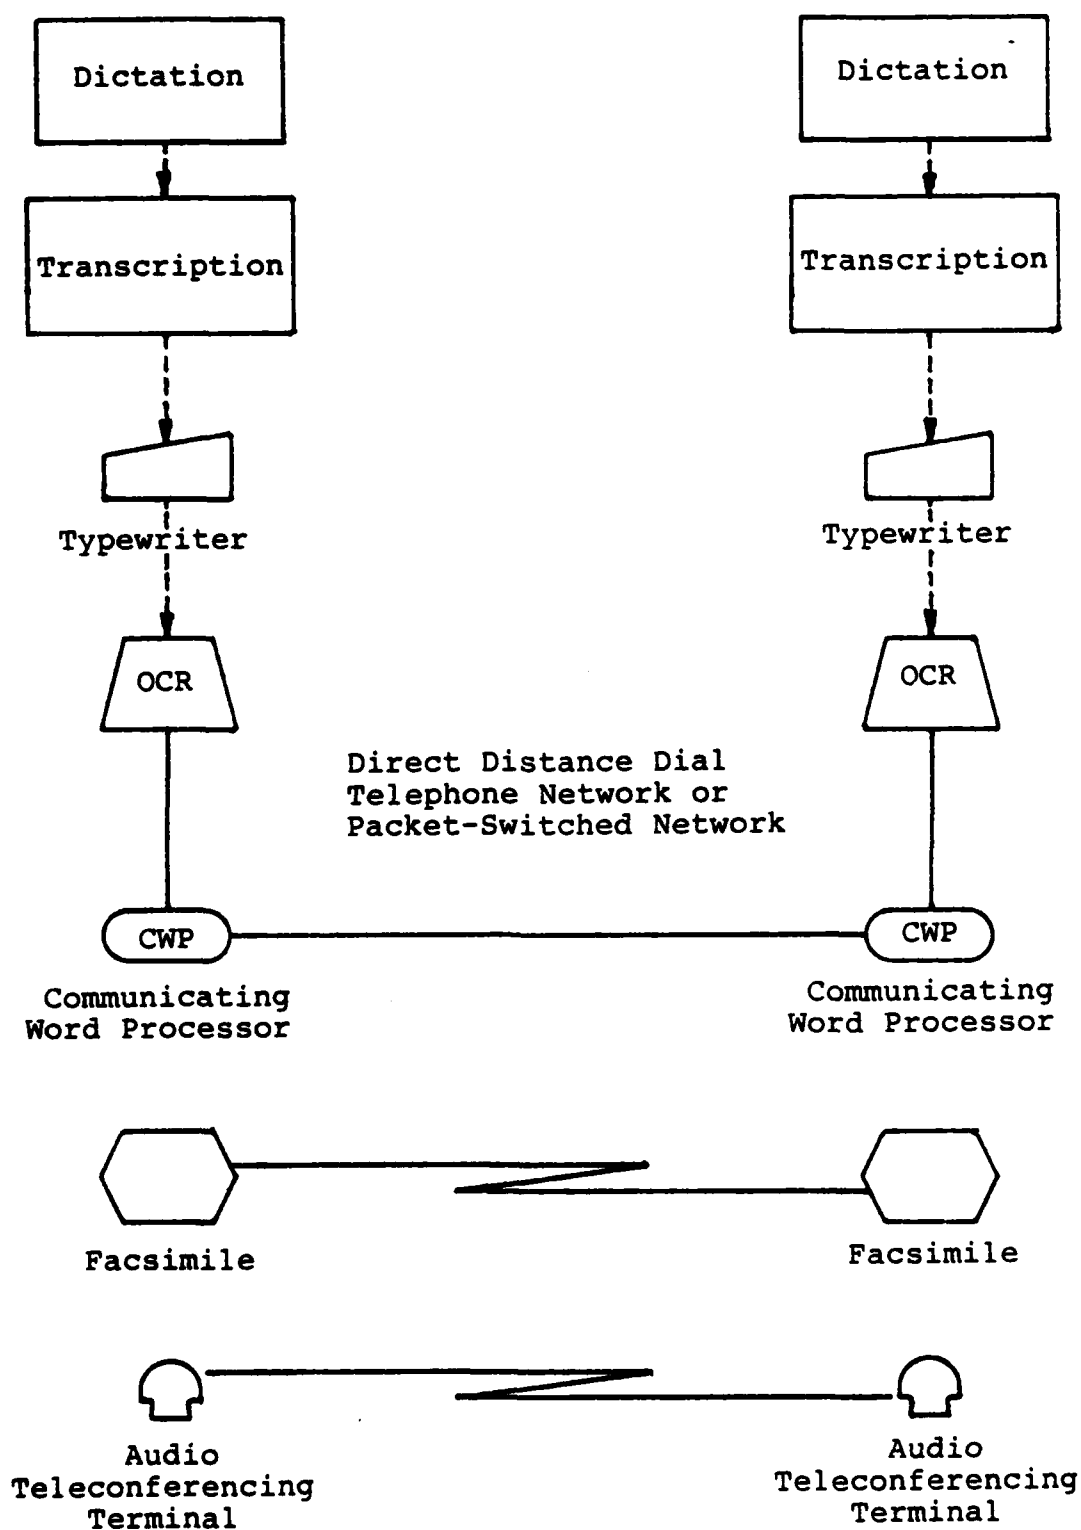 Dictation
Dictation
Transcription
Transcription
Typewriter
Typewriter
OCR
OCR
Direct Distance Dial
Telephone Network or
Packet-Switched Network
CWP
CWP
Communicating
Word Processor
Communicating
Word Processor
Facsimile
Facsimile
Audio
Teleconferencing
Terminal
Audio
Teleconferencing
Terminal